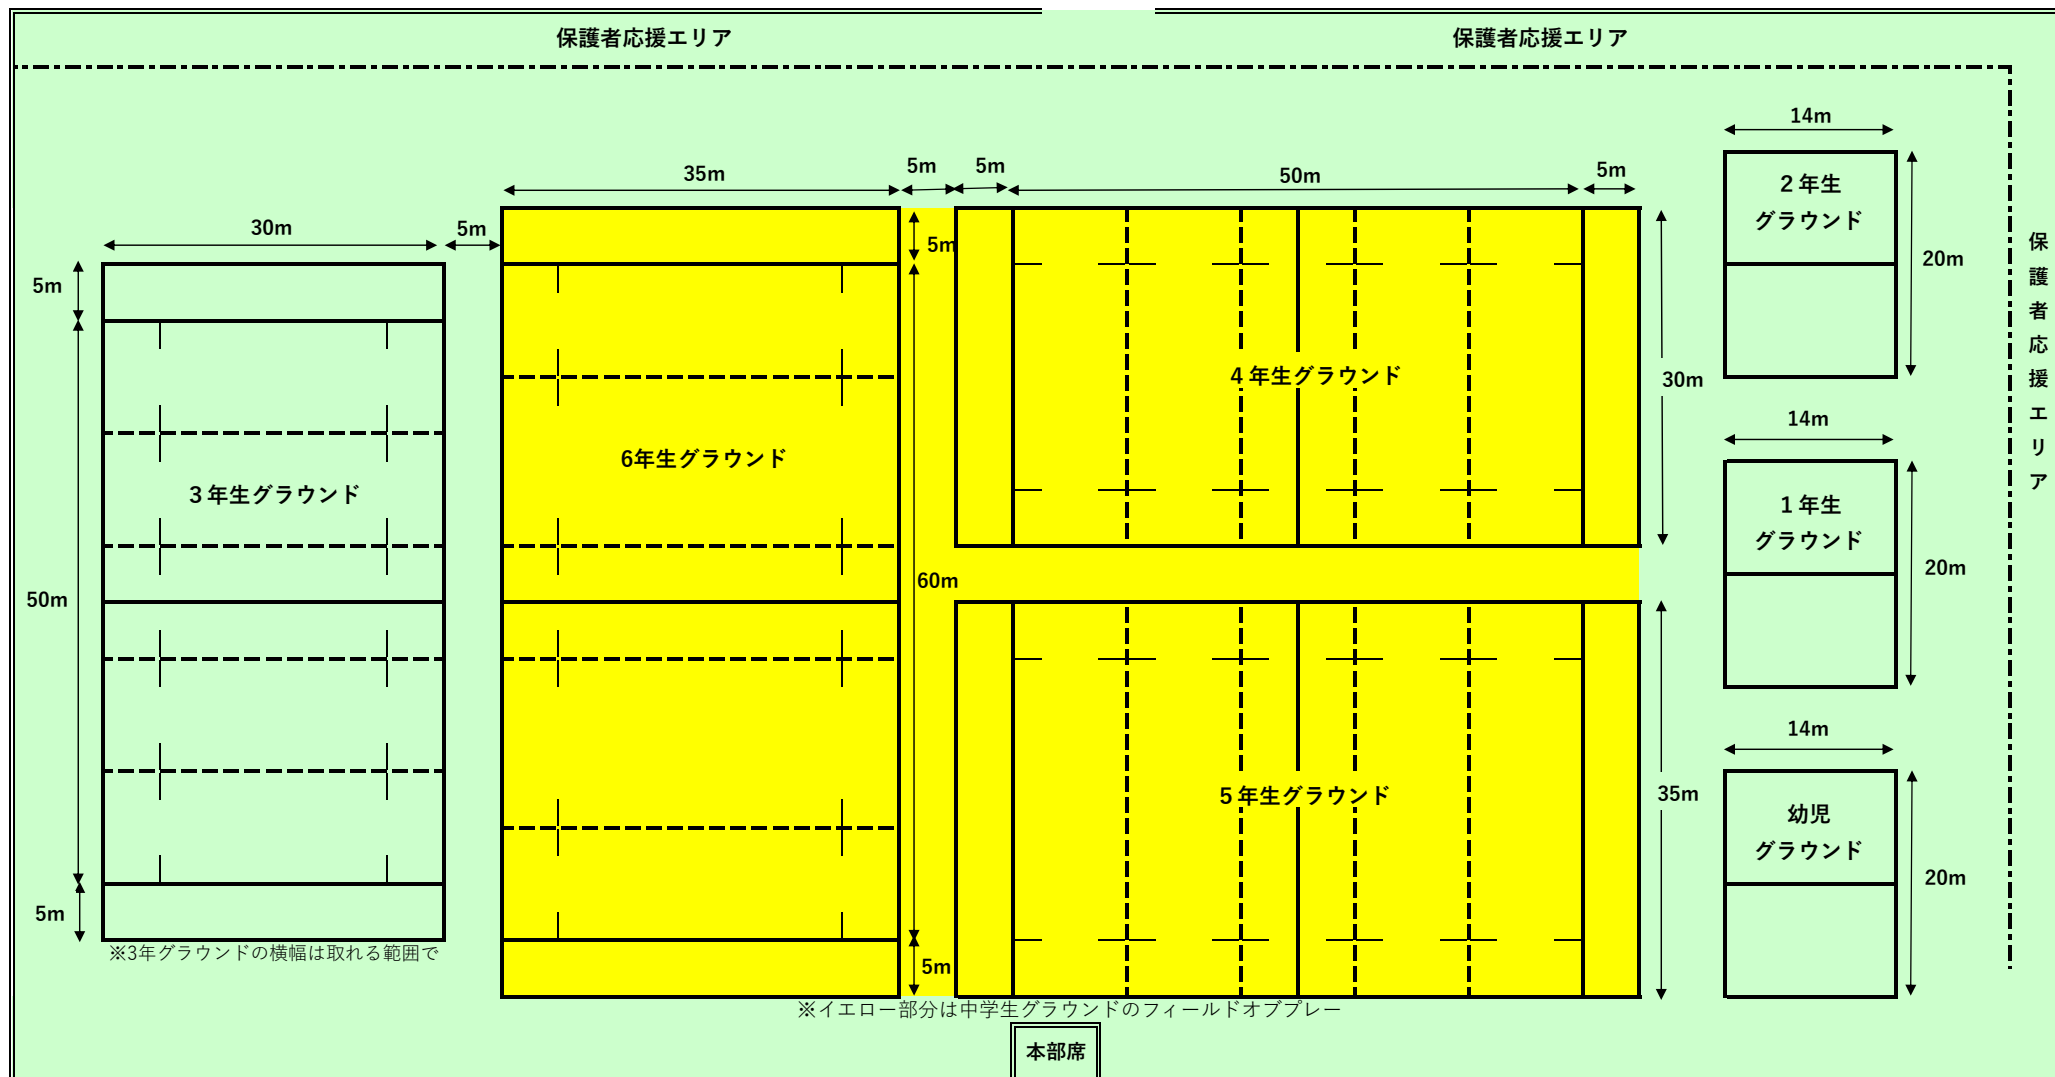 保護者応援エリア
保護者応援エリア
14m
35m
5m
5m
50m
5m
２年生
グラウンド
30m
5m
5m
20m
保護者応援エリア
5m
30m
４年生グラウンド
14m
6年生グラウンド
３年生グラウンド
１年生
グラウンド
20m
60m
50m
14m
５年生グラウンド
35m
幼児
グラウンド
20m
5m
5m
※3年グラウンドの横幅は取れる範囲で
※イエロー部分は中学生グラウンドのフィールドオブプレー
本部席